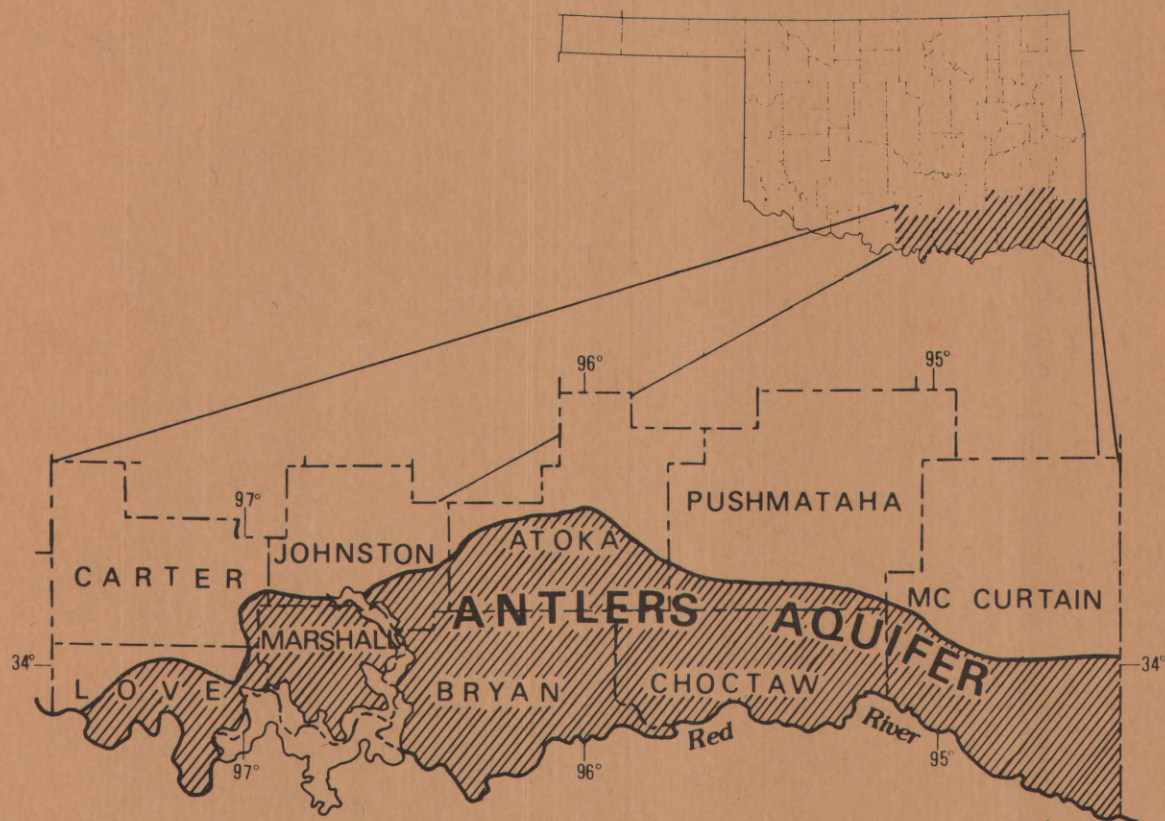 96°
95°
PUSHMATAHA
97°
JOHNSTON
ATOKA
CARTER
MC CURTAIN
ANTLERS AQUIFER
MARSHALL
34°
34°
LOVE
BRYAN
CHOCTAW
Red River
97°
96°
95°